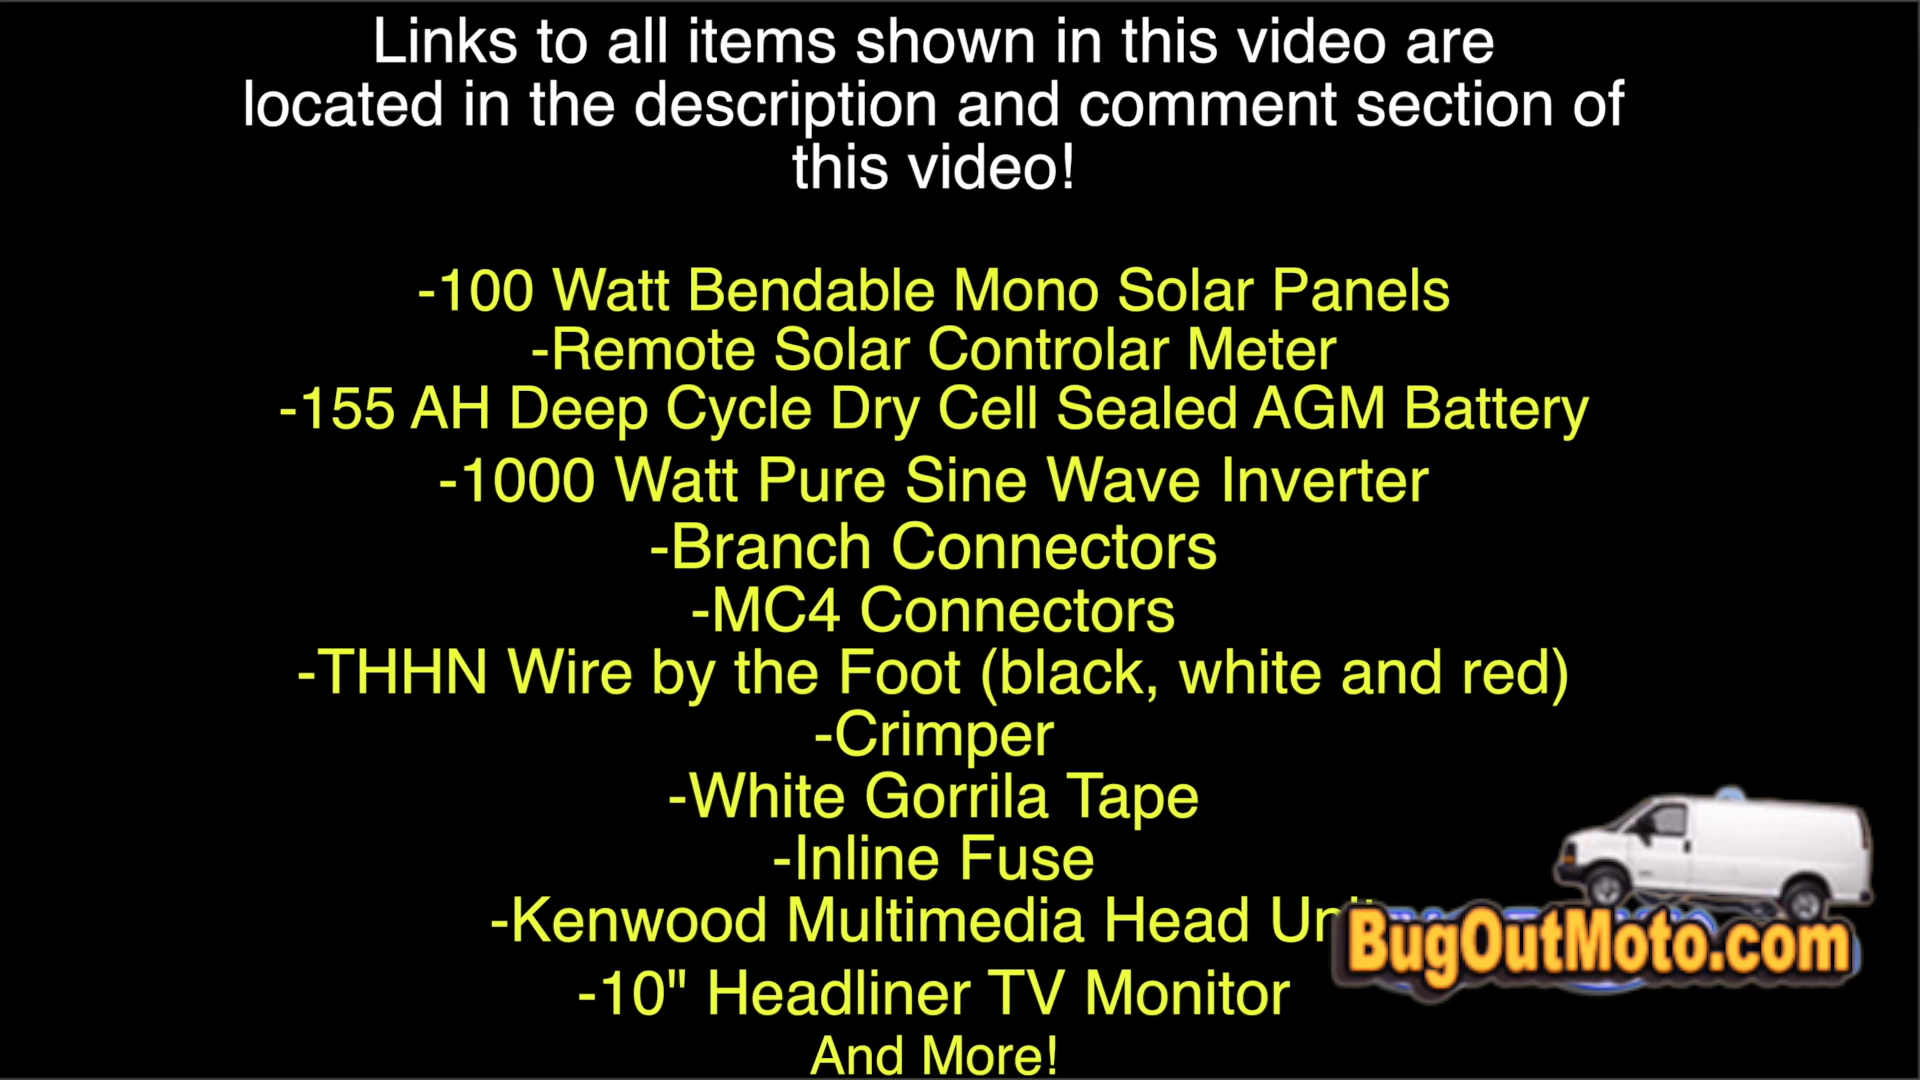 Links to all items shown in this video are
located in the description and comment section of
this video!
-100 Watt Bendable Mono Solar Panels
-Remote Solar Controlar Meter
-155 AH Deep Cycle Dry Cell Sealed AGM Battery
-1000 Watt Pure Sine Wave Inverter
-Branch Connectors
-MC4 Connectors
-THHN Wire by the Foot (black, white and red)
-Crimper
-White Gorrila Tape
-Inline Fuse
-Kenwood Multimedia Head Unit
BugOutMoto.com
-10" Headliner TV Monitor
And More!